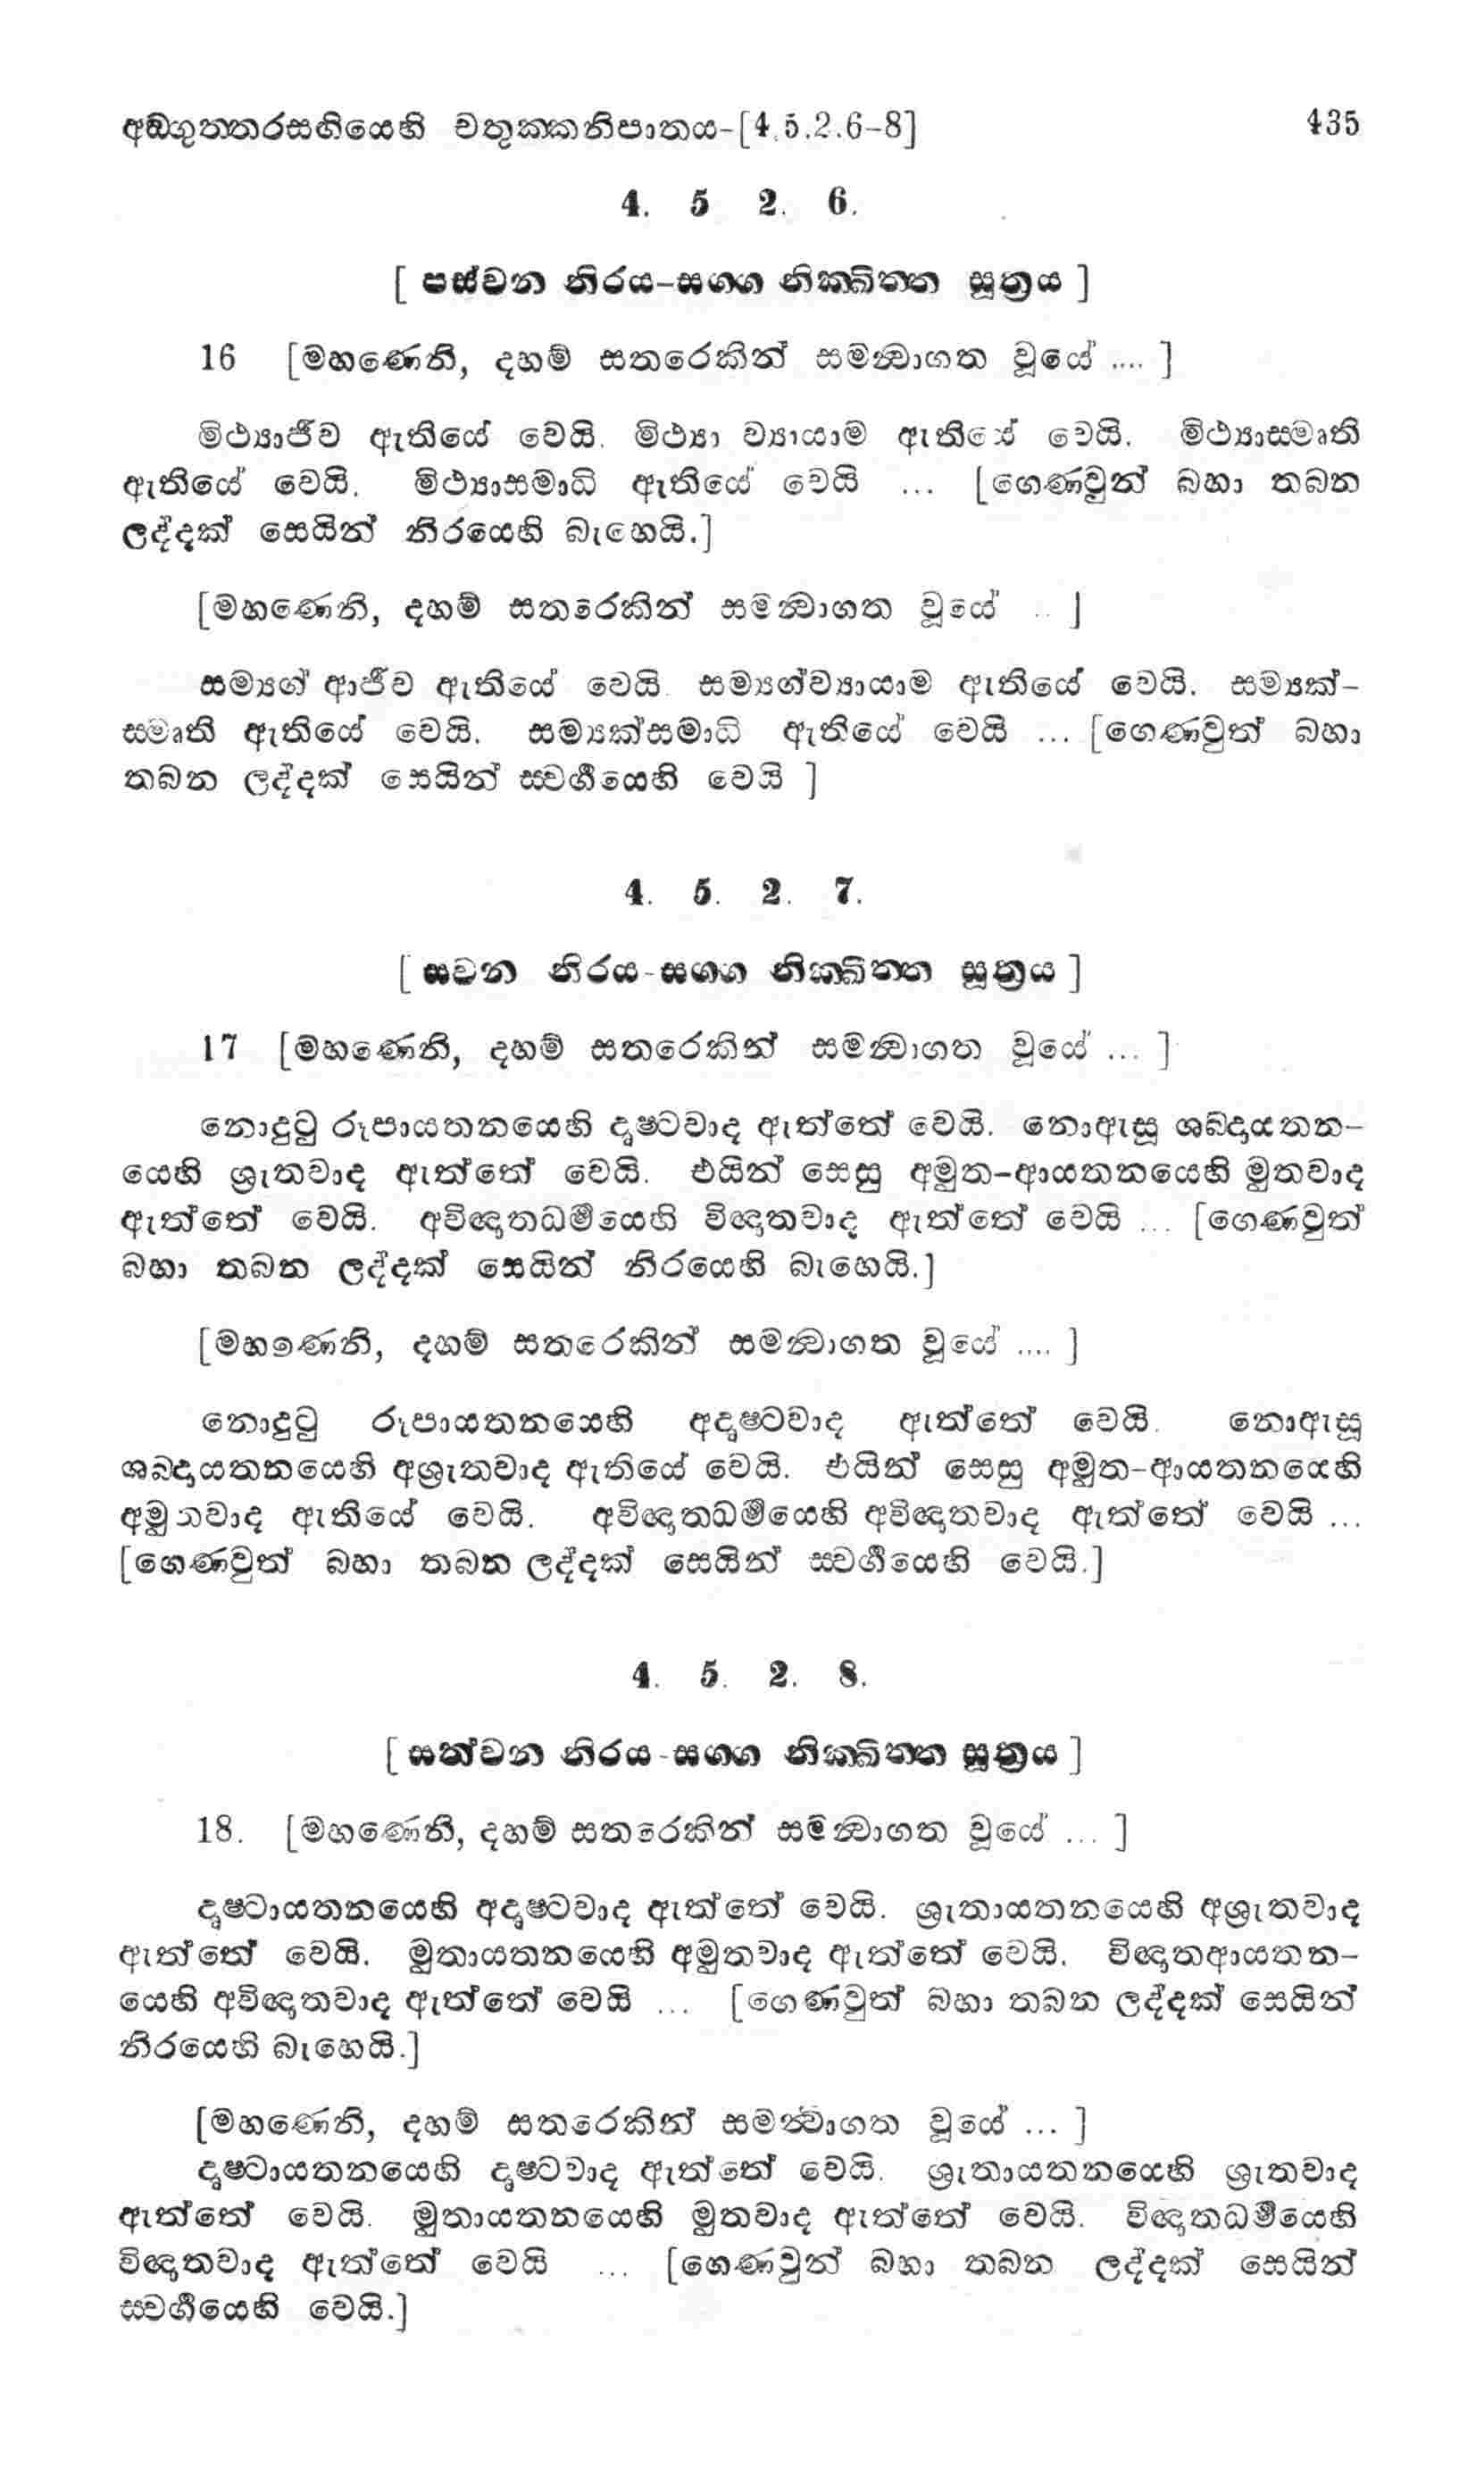 අඞ්ගුත්තරසඟියෙහි චතුක්කනිපාතය-[4.5.2.6-8] 435
4. 5 2. 6.
[ පස්වන නිරය-සග්ග නික්ඛිත්ත සූත්‍රය ]
16 [මහණෙනි, දහම් සතරෙකින් සමන්වාගත වූයේ .... ]
මිථ්‍යාජීව ඇතියේ වෙයි. මිථ්‍යා ව්‍යායාම ඇතියේ වෙයි. මිථ්‍යාස්මෘති
ඇතියේ වෙයි. මිථ්‍යාසමාධි ඇතියේ වෙයි ... [ගෙණවුත් බහා තබන
ලද්දක් සෙයින් නිරයෙහි බැහෙයි.]
[මහණෙනි, දහම් සතරෙකින් සමන්වාගත වූයේ .. ]
සම්‍යග් ආජීව ඇතියේ වෙයි. සම්‍යග්ව්‍යායාම ඇතියේ වෙයි. සම්‍යක්-
ස්මෘති ඇතියේ වෙයි. සම්‍යක්සමාධි ඇතියේ වෙයි ... [ගෙණවුත් බහා
තබන ලද්දක් සෙයින් ස්වර්‍ගයෙහි වෙයි ]
4. 5. 2. 7.
[ සවන නිරය-සග්ග නික්ඛිත්ත සූත්‍රය ]
17 [මහණෙනි, දහම් සතරෙකින් සමන්වාගත වූයේ ... ]
නොදුටු රූපායතනයෙහි දෘෂ්ටවාද ඇත්තේ වෙයි. නොඇසූ ශබ්දායතන-
යෙහි ශ්‍රැතවාද ඇත්තේ වෙයි. එයින් සෙසු අමුත-ආයතනයෙහි මුතවාද
ඇත්තේ වෙයි. අවිඥාතධර්‍මයෙහි විඥාතවාද ඇත්තේ වෙයි ... [ගෙණවුත්
බහා තබන ලද්දක් සෙයින් නිරයෙහි බැහෙයි.]
[මහණෙනි, දහම් සතරෙකින් සමන්වාගත වූයේ .... ]
නොදුටු රූපායතනයෙහි අදෘෂ්ටවාද ඇත්තේ වෙයි. නොඇසූ
ශබ්දායතනයෙහි අශ්‍රැතවාද ඇතියේ වෙයි. එයින් සෙසු අමුත-ආයතනයෙහි
අමුතවාද ඇතියේ වෙයි. අවිඥාතධර්‍මයෙහි අවිඥාතවාද ඇත්තේ වෙයි ...
[ගෙණවුත් බහා තබන ලද්දක් සෙයින් ස්වර්‍ගයෙහි වෙයි.]
4. 5. 2. 8.
[ සත්වන නිරය-සග්ග නික්ඛිත්ත සූත්‍රය ]
18. [මහණෙනි, දහම් සතරෙකින් සමන්වාගත වූයේ ... ]
දෘෂ්ටායතනයෙහි අදෘෂ්ටවාද ඇත්තේ වෙයි. ශ්‍රැතායතනයෙහි අශ්‍රැතවාද
ඇත්තේ වෙයි. මුතායතනයෙහි අමුතවාද ඇත්තේ වෙයි. විඥාතආයතන-
යෙහි අවිඥාතවාද ඇත්තේ වෙයි ... [ගෙණවුත් බහා තබන ලද්දක් සෙයින්
නිරයෙහි බැහෙයි.]
[මහණෙනි, දහම් සතරෙකින් සමන්වාගත වූයේ ... ]
දෘෂ්ටායතනයෙහි දෘෂ්ටවාද ඇත්තේ වෙයි. ශ්‍රැතායතනයෙහි ශ්‍රැතවාද
ඇත්තේ වෙයි. මුතායතනයෙහි මුතවාද ඇත්තේ වෙයි. විඥාතධර්‍මයෙහි
විඥාතවාද ඇත්තේ වෙයි ... [ගෙණවුත් බහා තබන ලද්දක් සෙයින්
ස්වර්‍ගයෙහි වෙයි.]